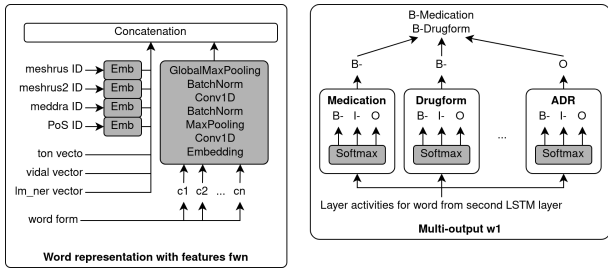 Concatenation
meshrus ID Emb
meshrus2 ID Emb
meddra ID Emb
PoS ID Emb
ton vecto
vidal vector
lm_ner vector
word form
GlobalMaxPooling
BatchNorm
Conv1D
BatchNorm
MaxPooling
Conv1D
Embedding
c1 c2 ... cn
Word representation with features fwn
B-Medication
B-Drugform
B- B- O
Medication Drugform ADR
B- I- O B- I- O ... B- I- O
Softmax Softmax Softmax
Layer activities for word from second LSTM layer
Multi-output w1